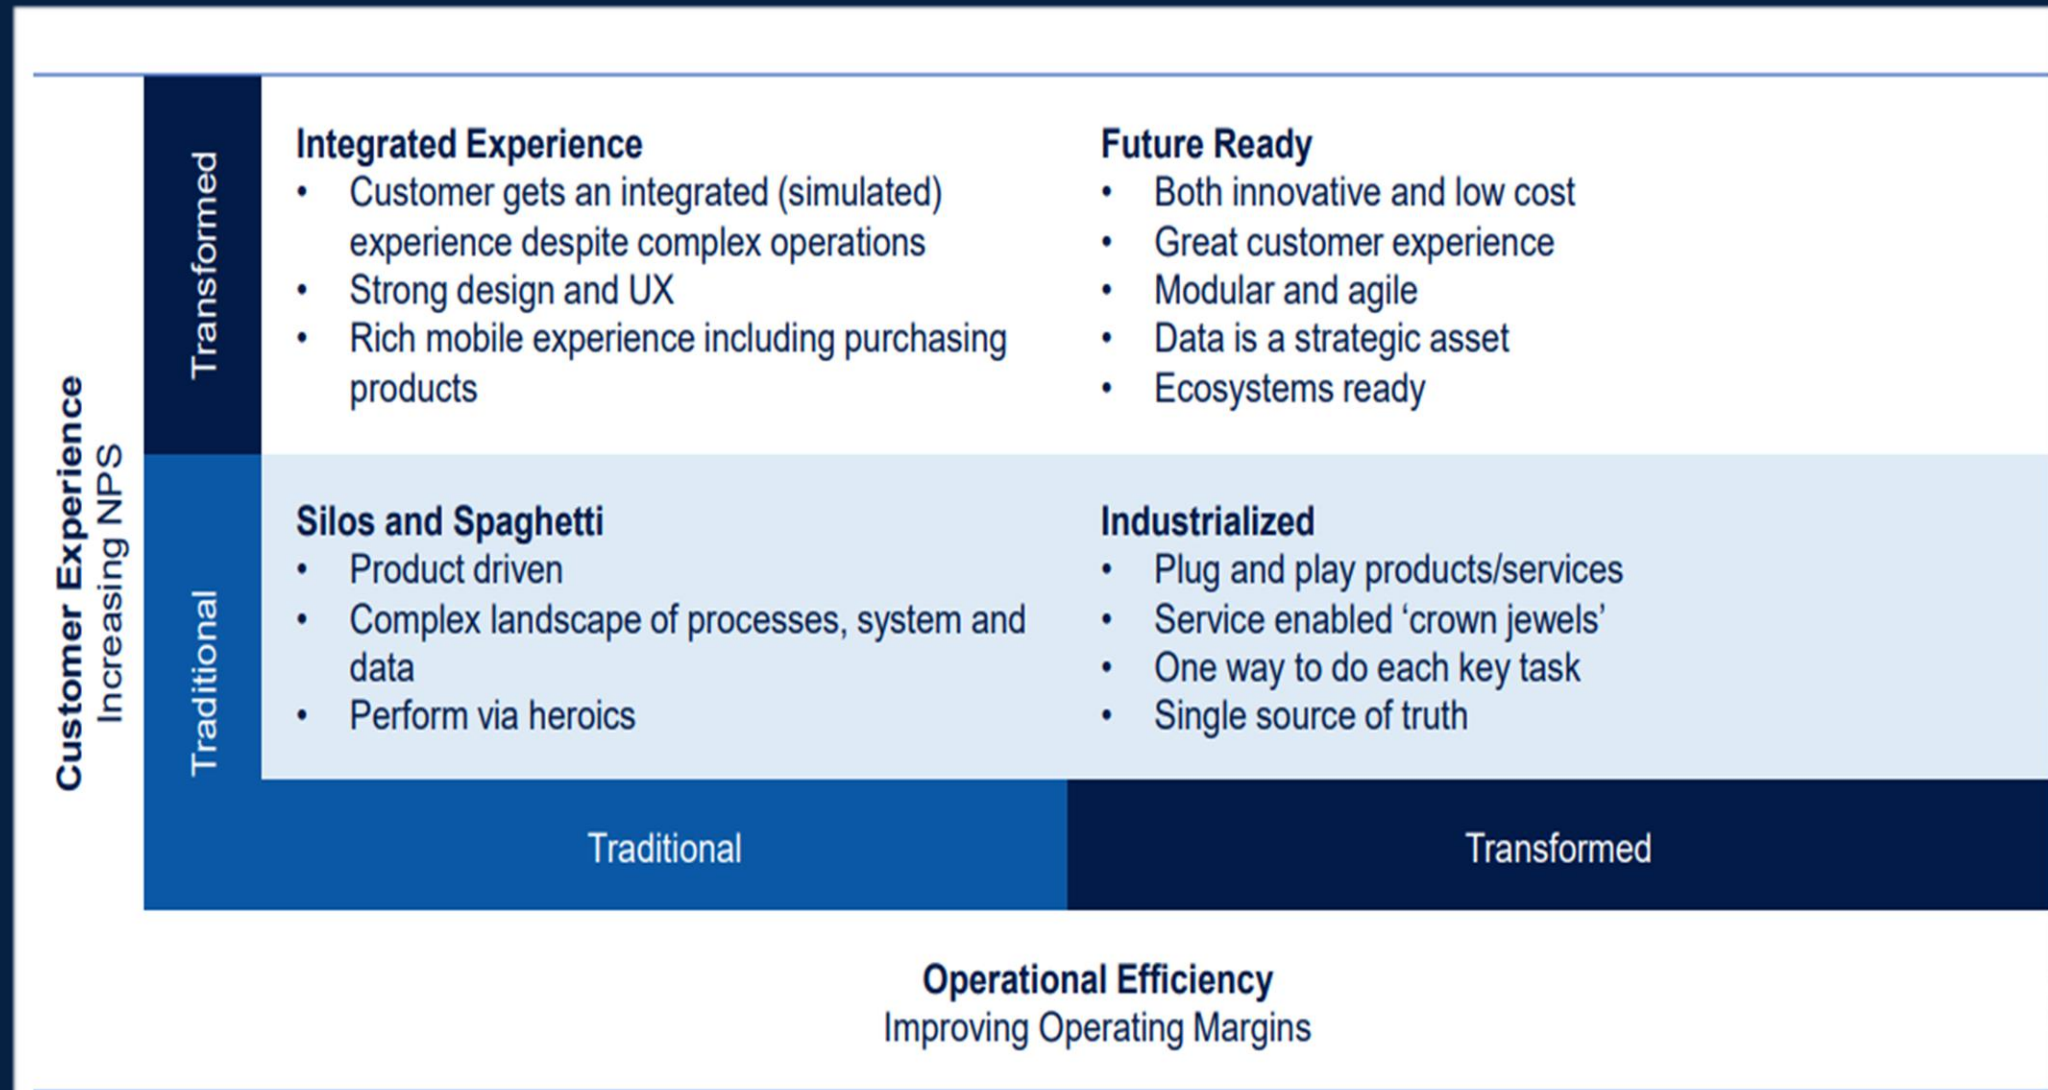 Customer Experience
Increasing NPS
Transformed
Integrated Experience
• Customer gets an integrated (simulated)
experience despite complex operations
• Strong design and UX
• Rich mobile experience including purchasing
products
Future Ready
• Both innovative and low cost
• Great customer experience
• Modular and agile
• Data is a strategic asset
• Ecosystems ready
Traditional
Silos and Spaghetti
• Product driven
• Complex landscape of processes, system and
data
• Perform via heroics
Industrialized
• Plug and play products/services
• Service enabled ‘crown jewels’
• One way to do each key task
• Single source of truth
Traditional
Transformed
Operational Efficiency
Improving Operating Margins